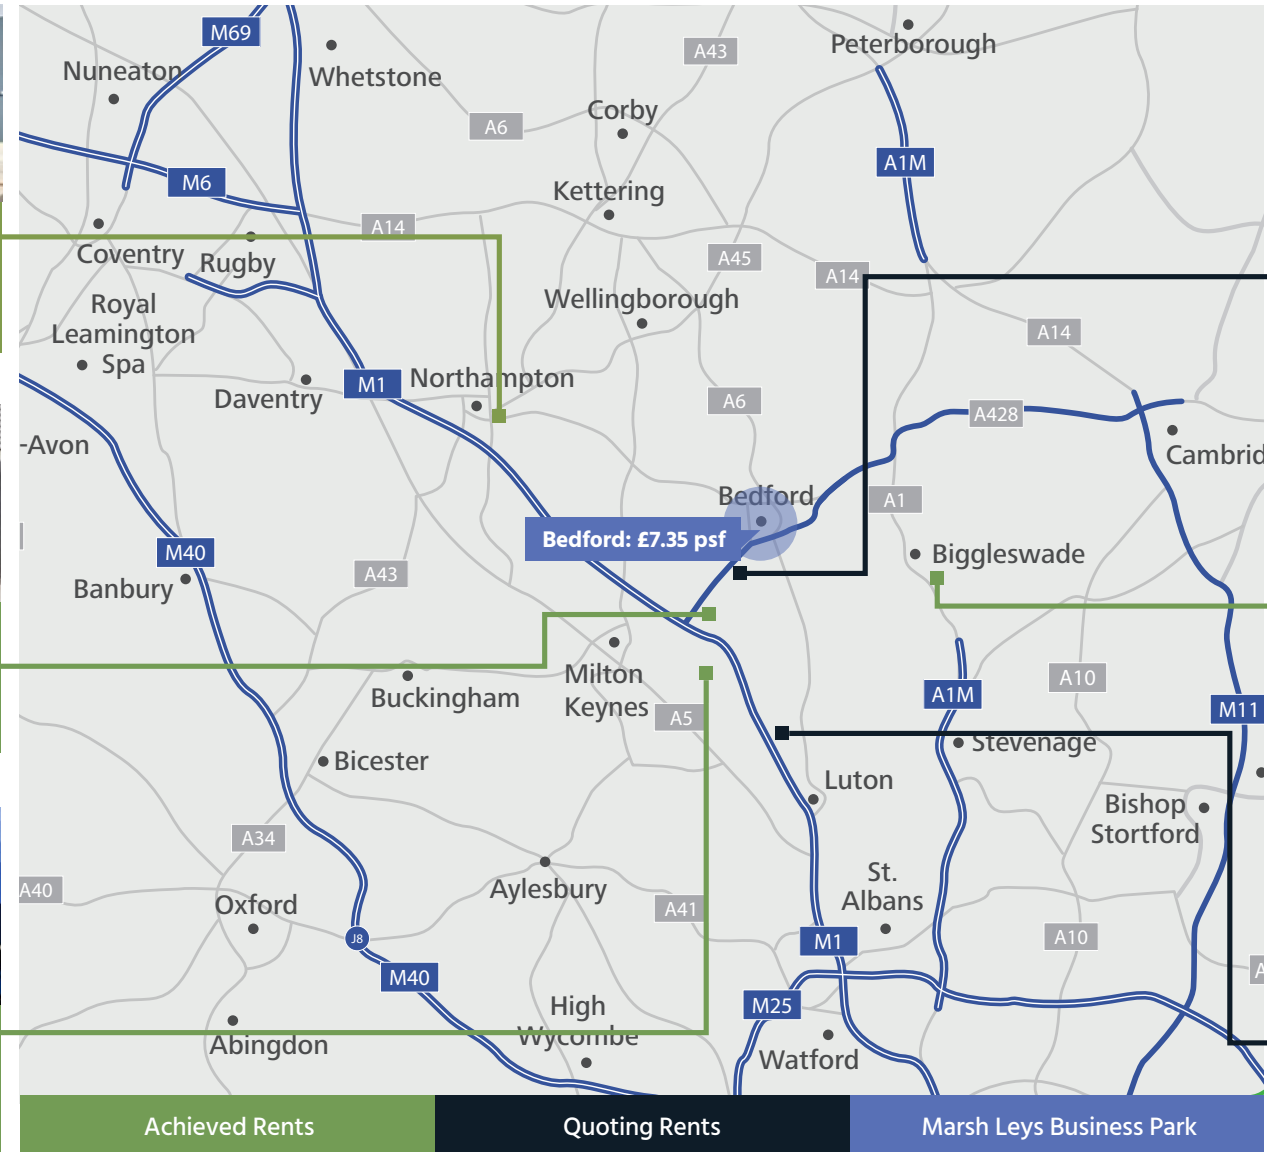 M69
Nuneaton
Whetstone
A43
Peterborough
Corby
A6
M6
A1M
Kettering
A14
Coventry
Rugby
A45
A14
Royal
Leamington
Spa
Wellingborough
A14
M1
Northampton
Daventry
A6
A428
-Avon
Cambrid
Bedford
A1
Bedford: £7.35 psf
M40
Biggleswade
A43
Banbury
Milton
Keynes
A10
A1M
Buckingham
A5
M11
Stevenage
Bicester
Luton
Bishop
Stortford
A34
A40
Aylesbury
St.
Albans
Oxford
A41
J8
M1
A10
M40
A
High
Wycombe
M25
Abingdon
Watford
Achieved Rents
Quoting Rents
Marsh Leys Business Park